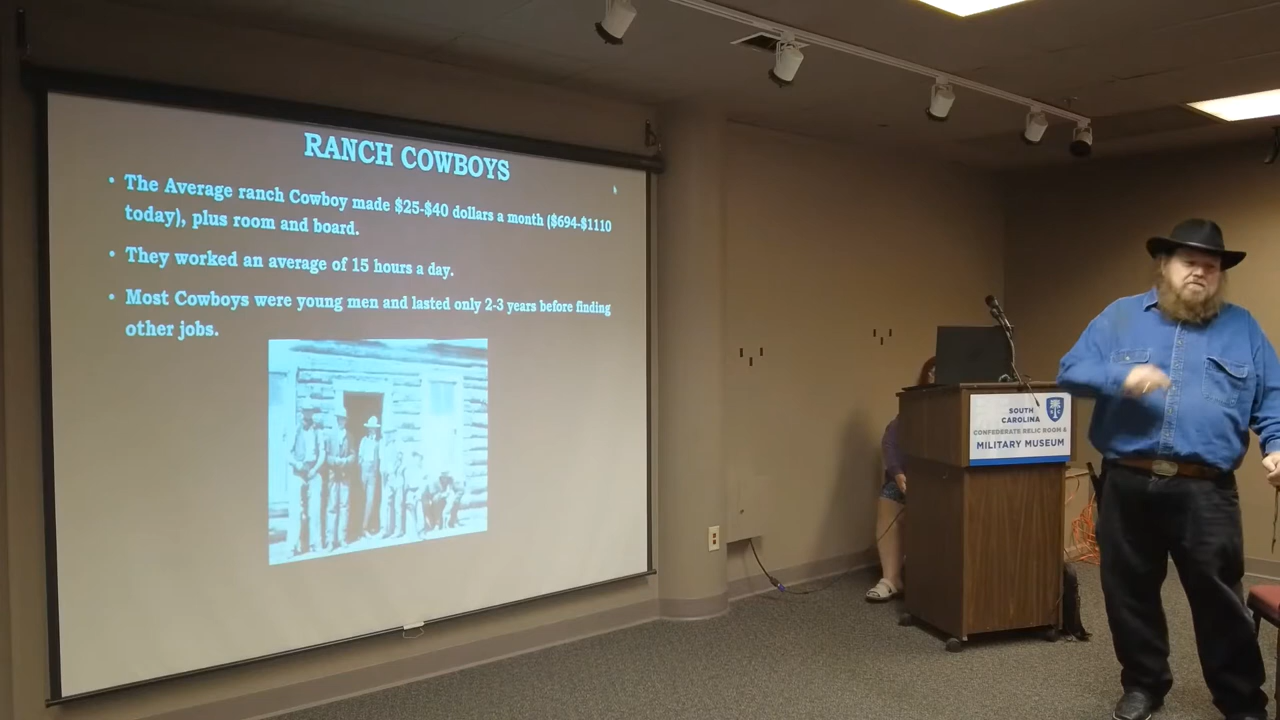 RANCH COWBOYS
• The Average ranch Cowboy made $25-$40 dollars a month ($694-$1110
today), plus room and board.
• They worked an average of 15 hours a day.
• Most Cowboys were young men and lasted only 2-3 years before finding
other jobs.
SOUTH
CAROLINA
CONFEDERATE RELIC ROOM &
MILITARY MUSEUM